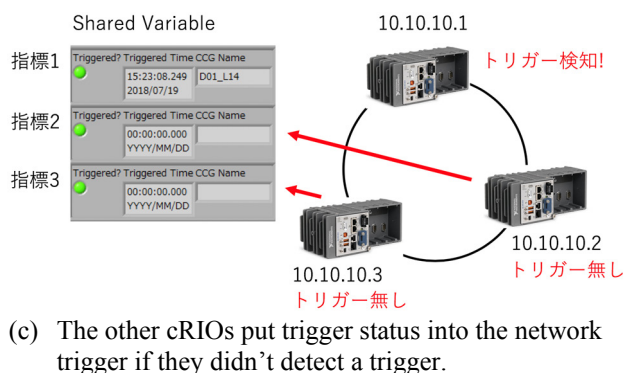 Shared Variable
10.10.10.1
指標1
Triggered? Triggered Time CCG Name
15:23:08.249
2018/07/19
D01_L14
トリガー検知!
指標2
Triggered? Triggered Time CCG Name
00:00:00.000
YYYY/MM/DD
指標3
Triggered? Triggered Time CCG Name
00:00:00.000
YYYY/MM/DD
10.10.10.2
トリガー無し
10.10.10.3
トリガー無し
(c) The other cRIOs put trigger status into the network
trigger if they didn't detect a trigger.